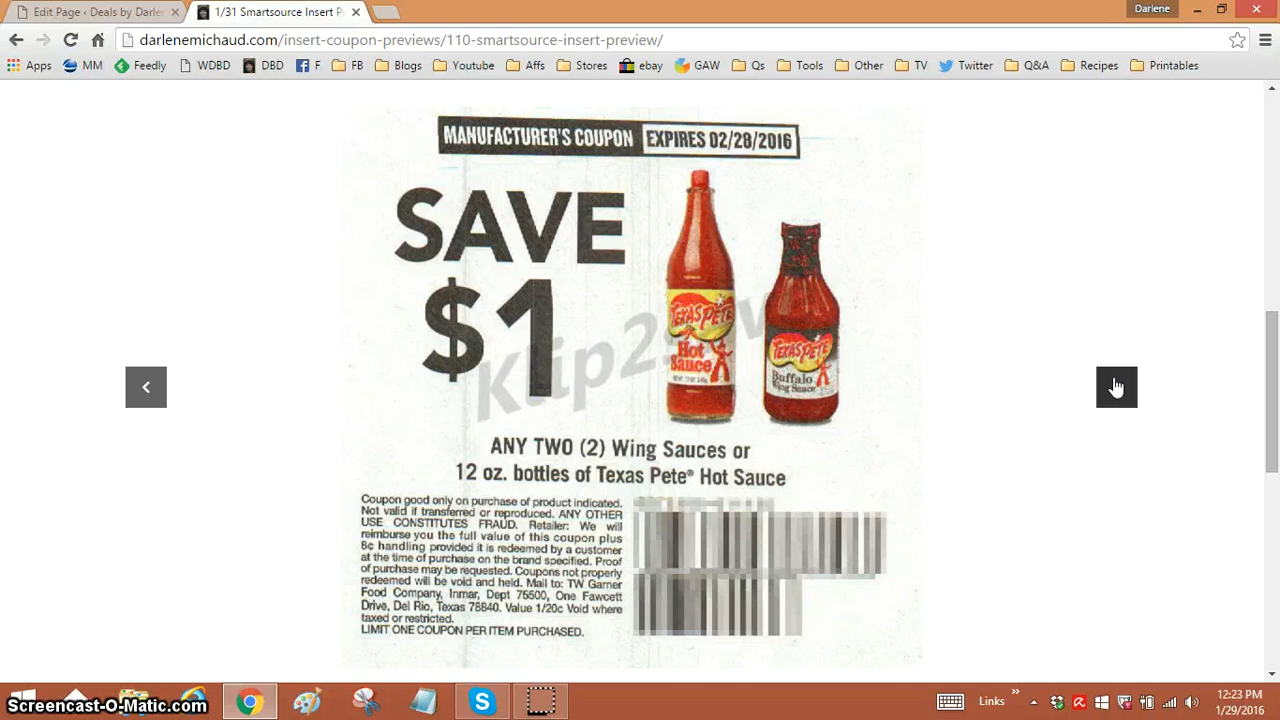 Edit Page ‹ Deals by Darle
1/31 Smartsource Insert P
Darlene
darlenemichaud.com/insert-coupon-previews/110-smartsource-insert-preview/
Apps MM Feedly WDBD DBD F FB Blogs Youtube Affs Stores ebay GAW Qs Tools Other TV Twitter Q&A Recipes Printables
MANUFACTURER'S COUPON EXPIRES 02/28/2016
SAVE
$1
Klip2
TEXAS PETE
Hot
Sauce
TEXAS PETE
Buffalo
Wing Sauce
ANY TWO (2) Wing Sauces or
12 oz. bottles of Texas Pete® Hot Sauce
Coupon good only on purchase of product indicated.
Not valid if transferred or reproduced. ANY OTHER
USE CONSTITUTES FRAUD. Retailer: We will
reimburse you the full value of this coupon plus
8c handling provided it is redeemed by a customer
at the time of purchase on the brand specified. Proof
of purchase may be requested. Coupons not properly
redeemed will be void and held. Mail to: TW Garner
Food Company, Inmar, Dept 75500, One Fawcett
Drive, Del Rio, Texas 78840. Value 1/20c Void where
taxed or restricted.
LIMIT ONE COUPON PER ITEM PURCHASED.
Screencast-O-Matic.com
Links
12:23 PM
1/29/2016